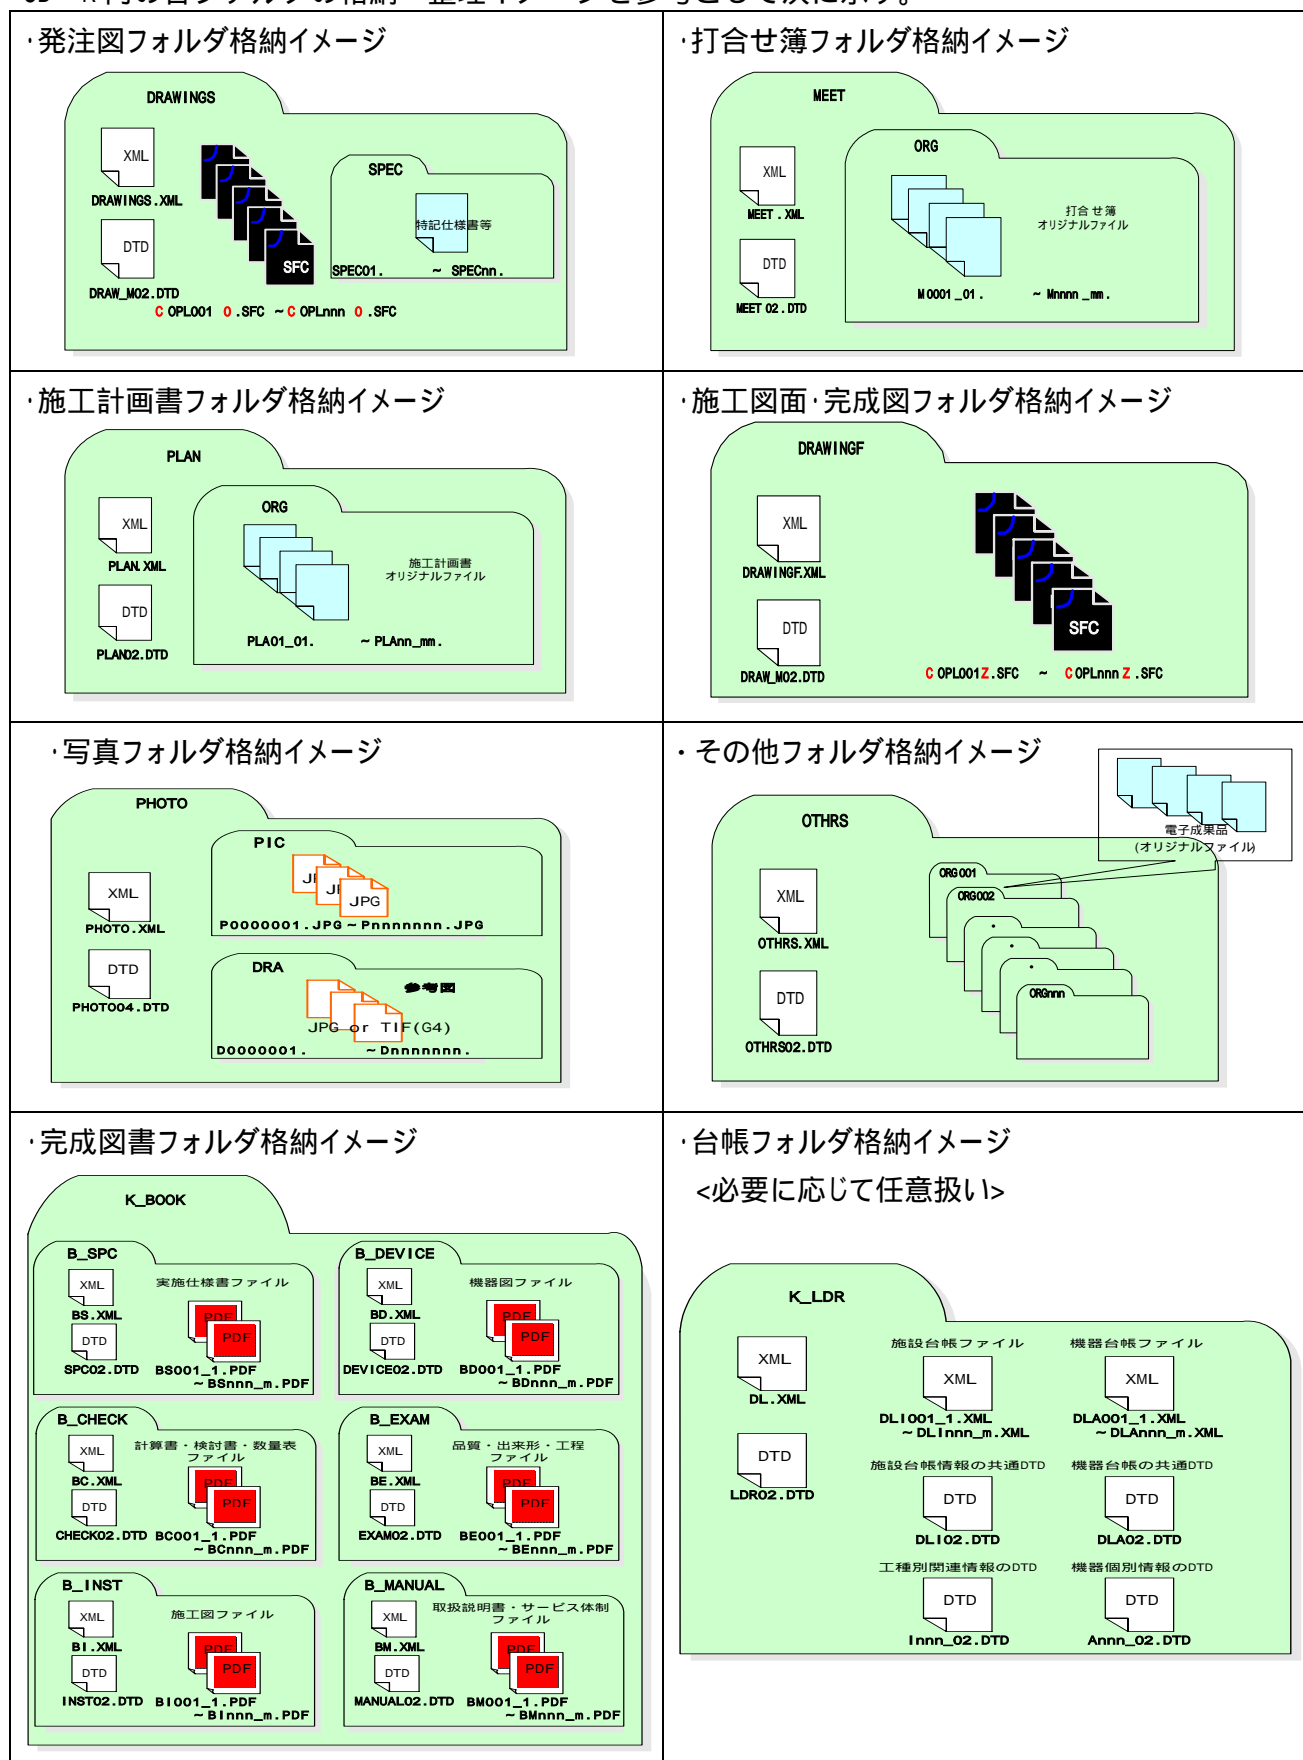 ・発注図フォルダ格納イメージ
DRAWINGS
XML
DRAWINGS.XML
DTD
DRAW_M02.DTD
SFC
C0PL001 0.SFC ~C0PLnnn 0.SFC
SPEC
特記仕様書等
SPEC01. ~ SPECnn.
・打合せ簿フォルダ格納イメージ
MEET
XML
MEET.XML
DTD
MEET02.DTD
ORG
打合せ簿
オリジナルファイル
M0001_01. ~ Mnnnn_mm.
・施工計画書フォルダ格納イメージ
PLAN
XML
PLAN.XML
DTD
PLAN02.DTD
ORG
施工計画書
オリジナルファイル
PLA01_01. ~PLAnn_mm.
・施工図面・完成図フォルダ格納イメージ
DRAWINGF
XML
DRAWINGF.XML
DTD
DRAW_M02.DTD
SFC
C0PL001Z.SFC ~ C0PLnnnZ.SFC
・写真フォルダ格納イメージ
PHOTO
XML
PHOTO.XML
DTD
PHOTO04.DTD
PIC
JPG
P0000001.JPG~Pnnnnnnn.JPG
DRA
参考図
JPG or TIF(G4)
D0000001. ~Dnnnnnnn.
・その他フォルダ格納イメージ
OTHRS
XML
OTHRS.XML
DTD
OTHRS02.DTD
電子成果品
(オリジナルファイル)
ORG001
ORG002
・
・
・
ORGnnn
・完成図書フォルダ格納イメージ
K_BOOK
B_SPC
XML
BS.XML
DTD
SPC02.DTD
実施仕様書ファイル
PDF
PDF
BS001_1.PDF
~BSnnn_m.PDF
B_DEVICE
XML
BD.XML
DTD
DEVICE02.DTD
機器図ファイル
PDF
PDF
BD001_1.PDF
~BDnnn_m.PDF
B_CHECK
XML
BC.XML
DTD
CHECK02.DTD
計算書・検討書・数量表
ファイル
PDF
PDF
BC001_1.PDF
~BCnnn_m.PDF
B_EXAM
XML
BE.XML
DTD
EXAM02.DTD
品質・出来形・工程
ファイル
PDF
PDF
BE001_1.PDF
~BEnnn_m.PDF
B_INST
XML
BI.XML
DTD
INST02.DTD
施工図ファイル
PDF
PDF
BI001_1.PDF
~BInnn_m.PDF
B_MANUAL
XML
BM.XML
DTD
MANUAL02.DTD
取扱説明書・サービス体制
ファイル
PDF
PDF
BM001_1.PDF
~BMnnn_m.PDF
・台帳フォルダ格納イメージ
<必要に応じて任意扱い>
K_LDR
XML
DL.XML
DTD
LDR02.DTD
施設台帳ファイル
XML
DLI001_1.XML
~DLInnn_m.XML
機器台帳ファイル
XML
DLA001_1.XML
~DLAnnn_m.XML
施設台帳情報の共通DTD
DTD
DLI02.DTD
機器台帳の共通DTD
DTD
DLA02.DTD
工種別関連情報のDTD
DTD
Innn_02.DTD
機器個別情報のDTD
DTD
Annn_02.DTD